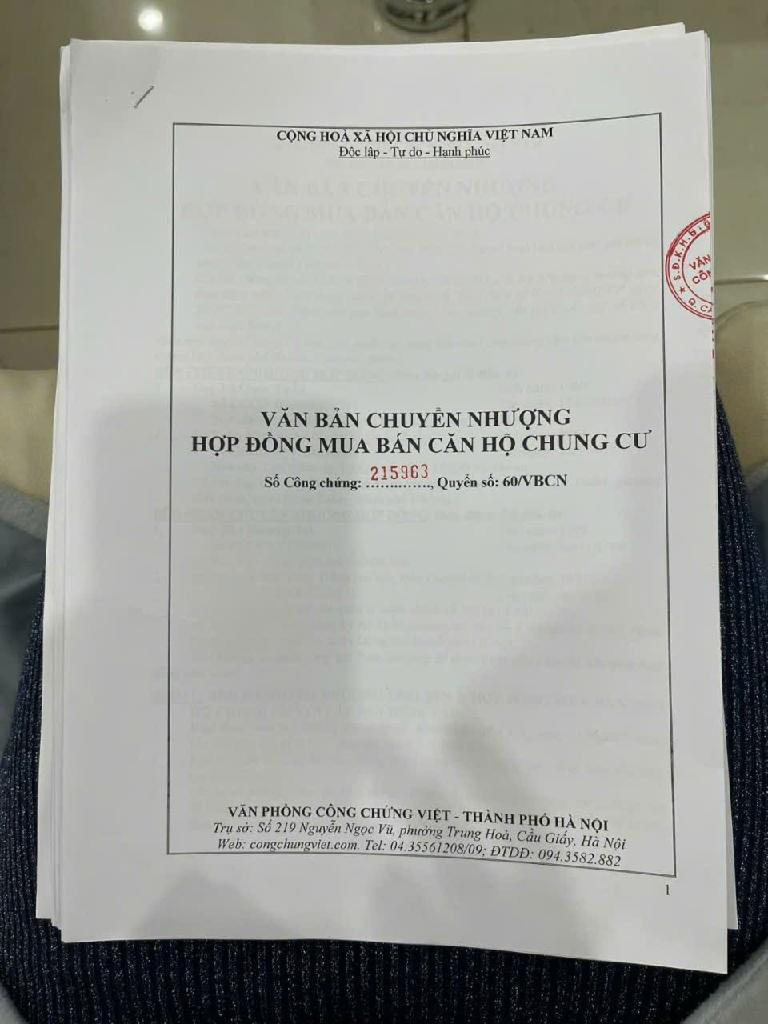 CỘNG HOÀ XÃ HỘI CHỦ NGHĨA VIỆT NAM
Độc lập - Tự do - Hạnh phúc
S.Đ.K.H.Đ:
VĂN
CÔN
VĂN BẢN CHUYỂN NHƯỢNG
HỢP ĐỒNG MUA BÁN CĂN HỘ CHUNG CƯ
Số Công chứng: 215963, Quyển số: 60/VBCN
VĂN PHÒNG CÔNG CHỨNG VIỆT - THÀNH PHỐ HÀ NỘI
Trụ sở: Số 219 Nguyễn Ngọc Vũ, phường Trung Hoà, Cầu Giấy, Hà Nội
Web: congchungviet.com. Tel: 04.35561208/09; ĐTDĐ: 094.3582.882
1